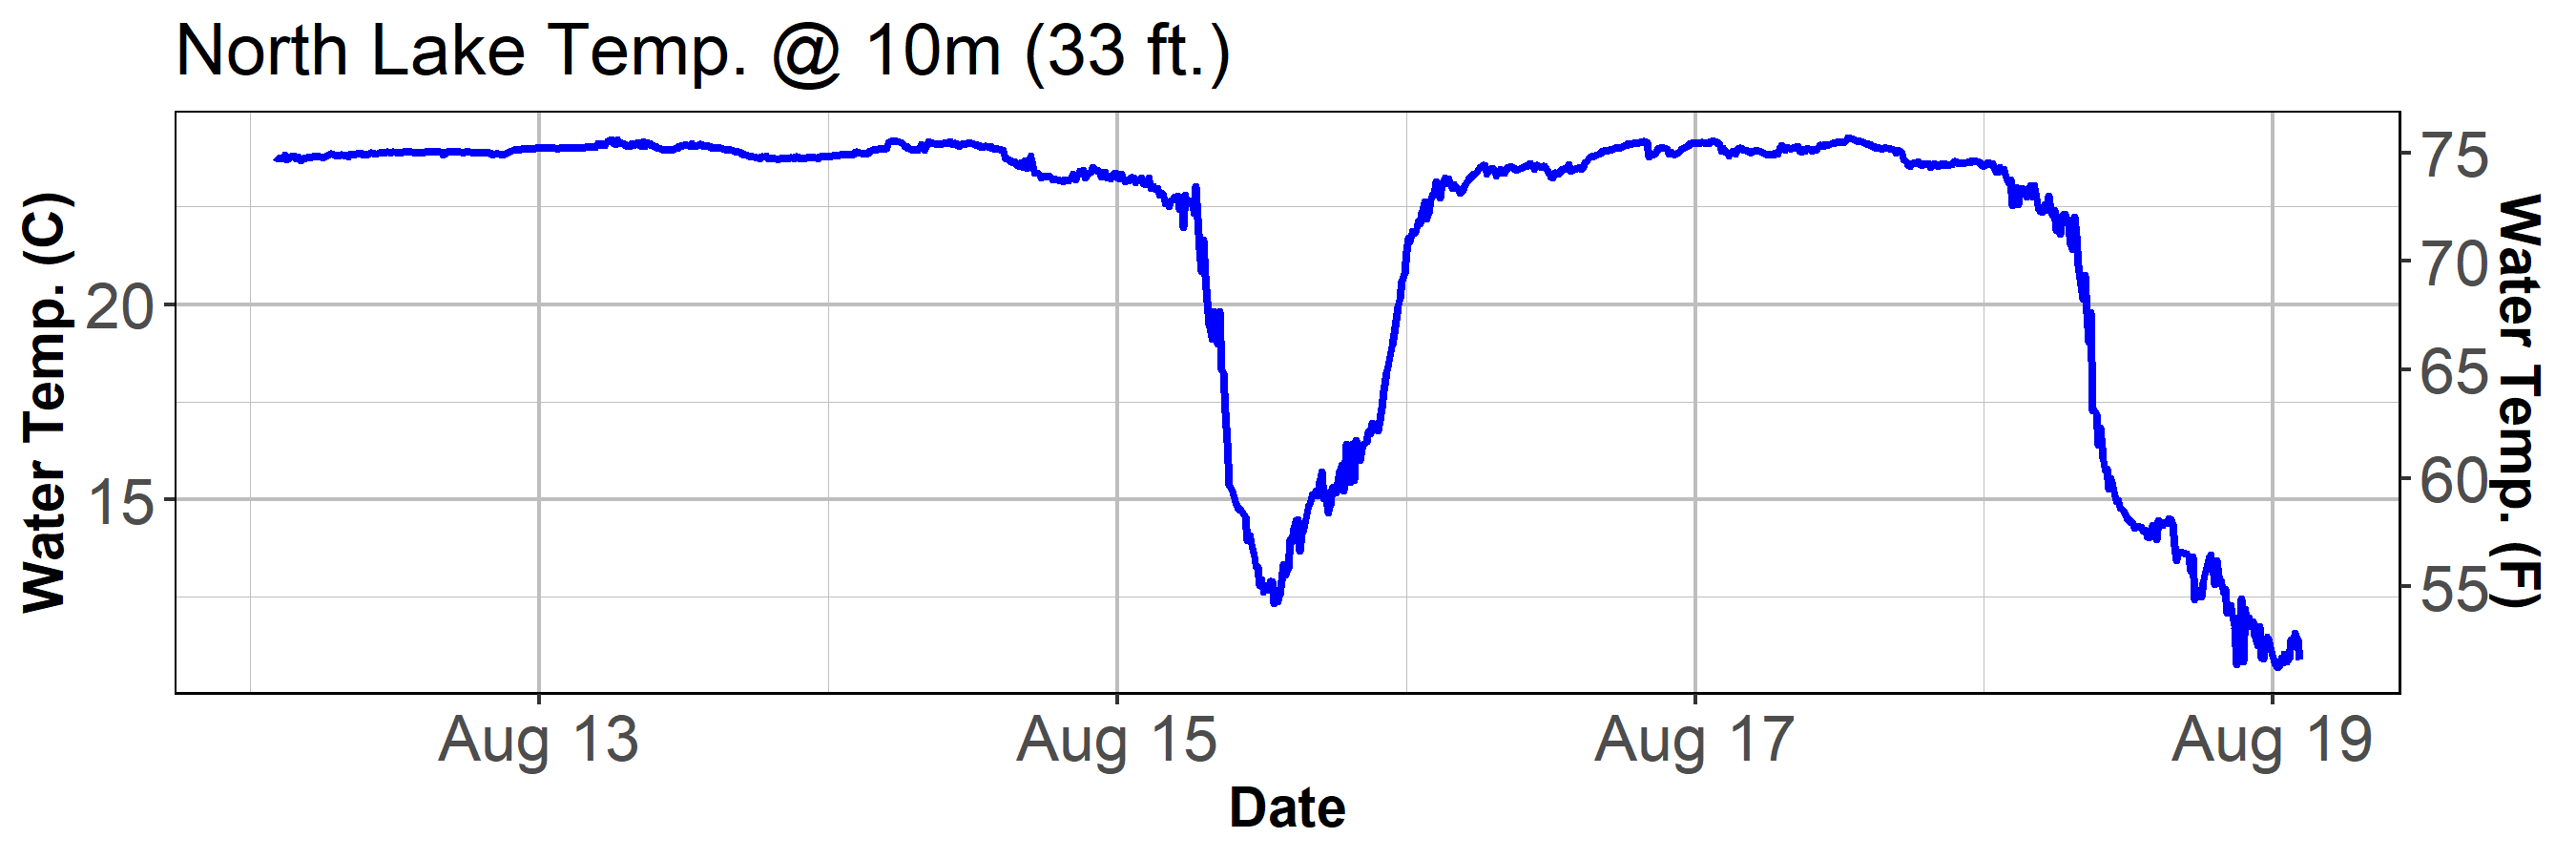 North Lake Temp. @ 10m (33 ft.)
Water Temp. (C)
20
15
75
70
65
60
55
Water Temp. (F)
Aug 13
Aug 15
Aug 17
Aug 19
Date